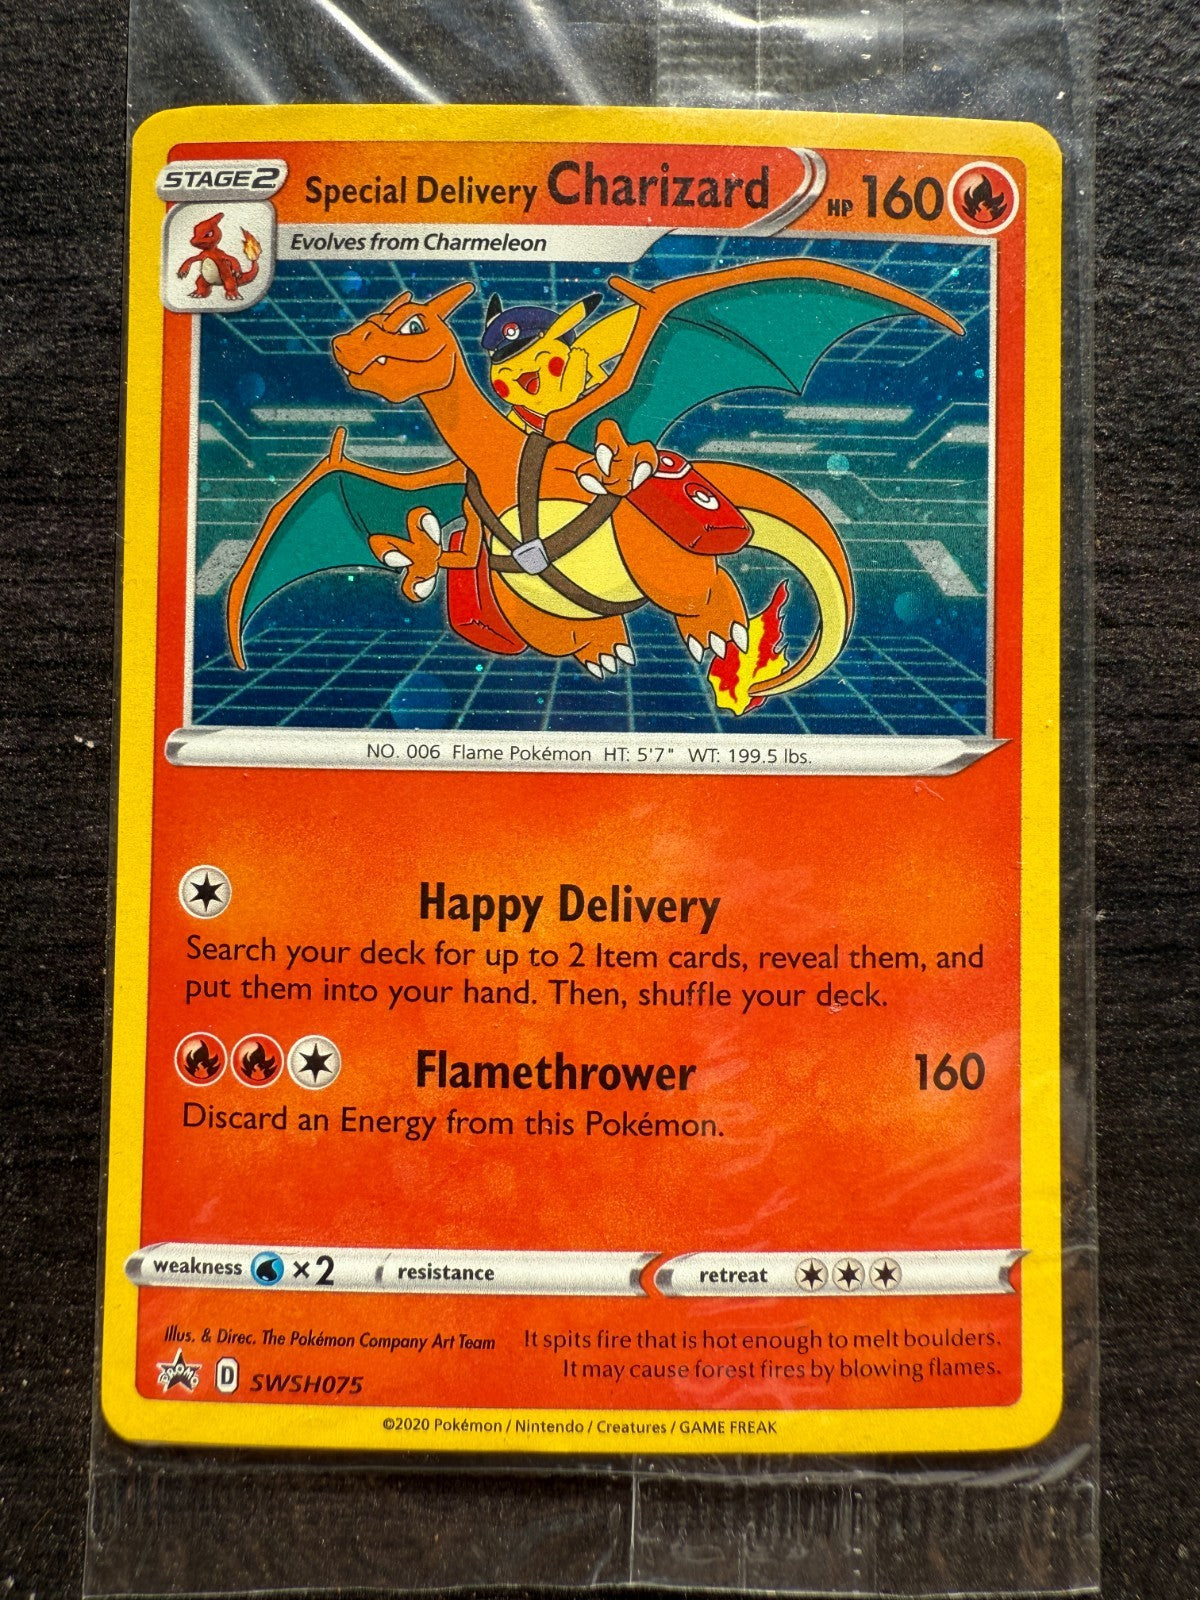 STAGE 2
Special Delivery Charizard HP 160
Evolves from Charmeleon
NO. 006 Flame Pokémon HT: 5'7" WT: 199.5 lbs.
Happy Delivery
Search your deck for up to 2 Item cards, reveal them, and
put them into your hand. Then, shuffle your deck.
Flamethrower 160
Discard an Energy from this Pokémon.
weakness ×2 resistance retreat
Illus. & Direc. The Pokémon Company Art Team
It spits fire that is hot enough to melt boulders.
It may cause forest fires by blowing flames.
PROMO D SWSH075
©2020 Pokémon / Nintendo / Creatures / GAME FREAK